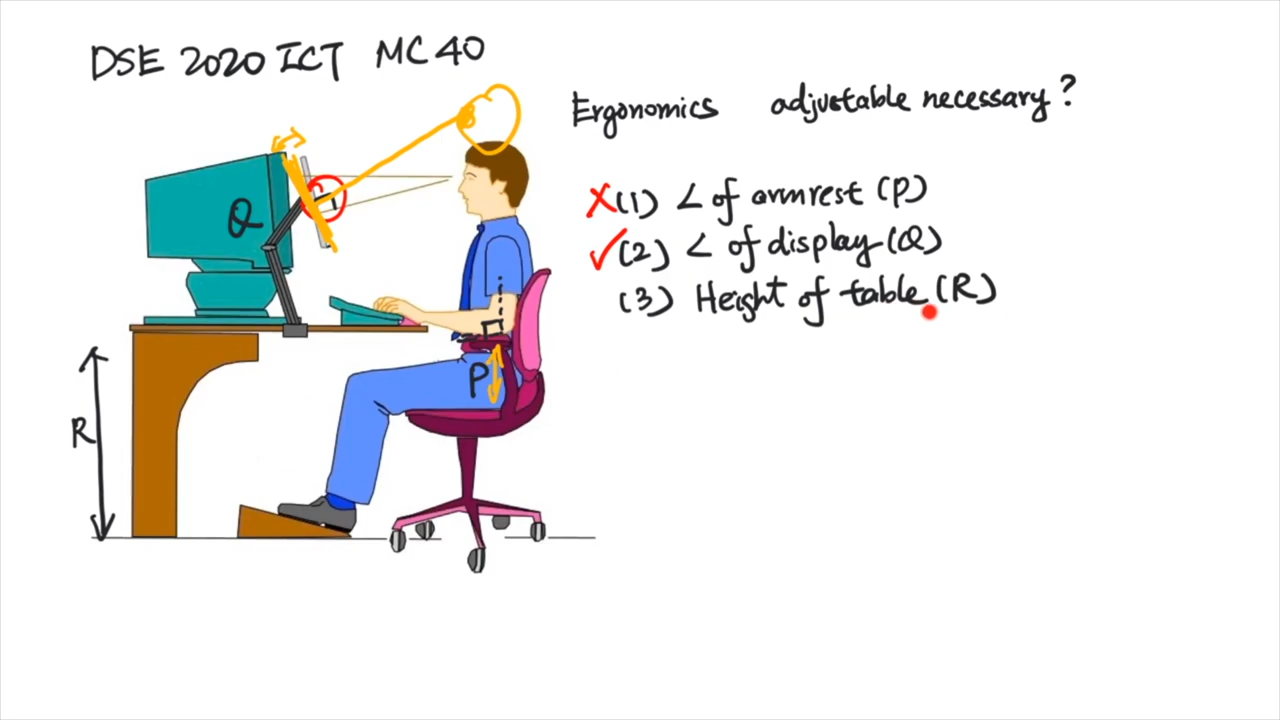 DSE 2020 ICT MC 40
Ergonomics adjustable necessary?
(1) ∠ of armrest (P)
(2) ∠ of display (Q)
(3) Height of table (R)
Q
P
R